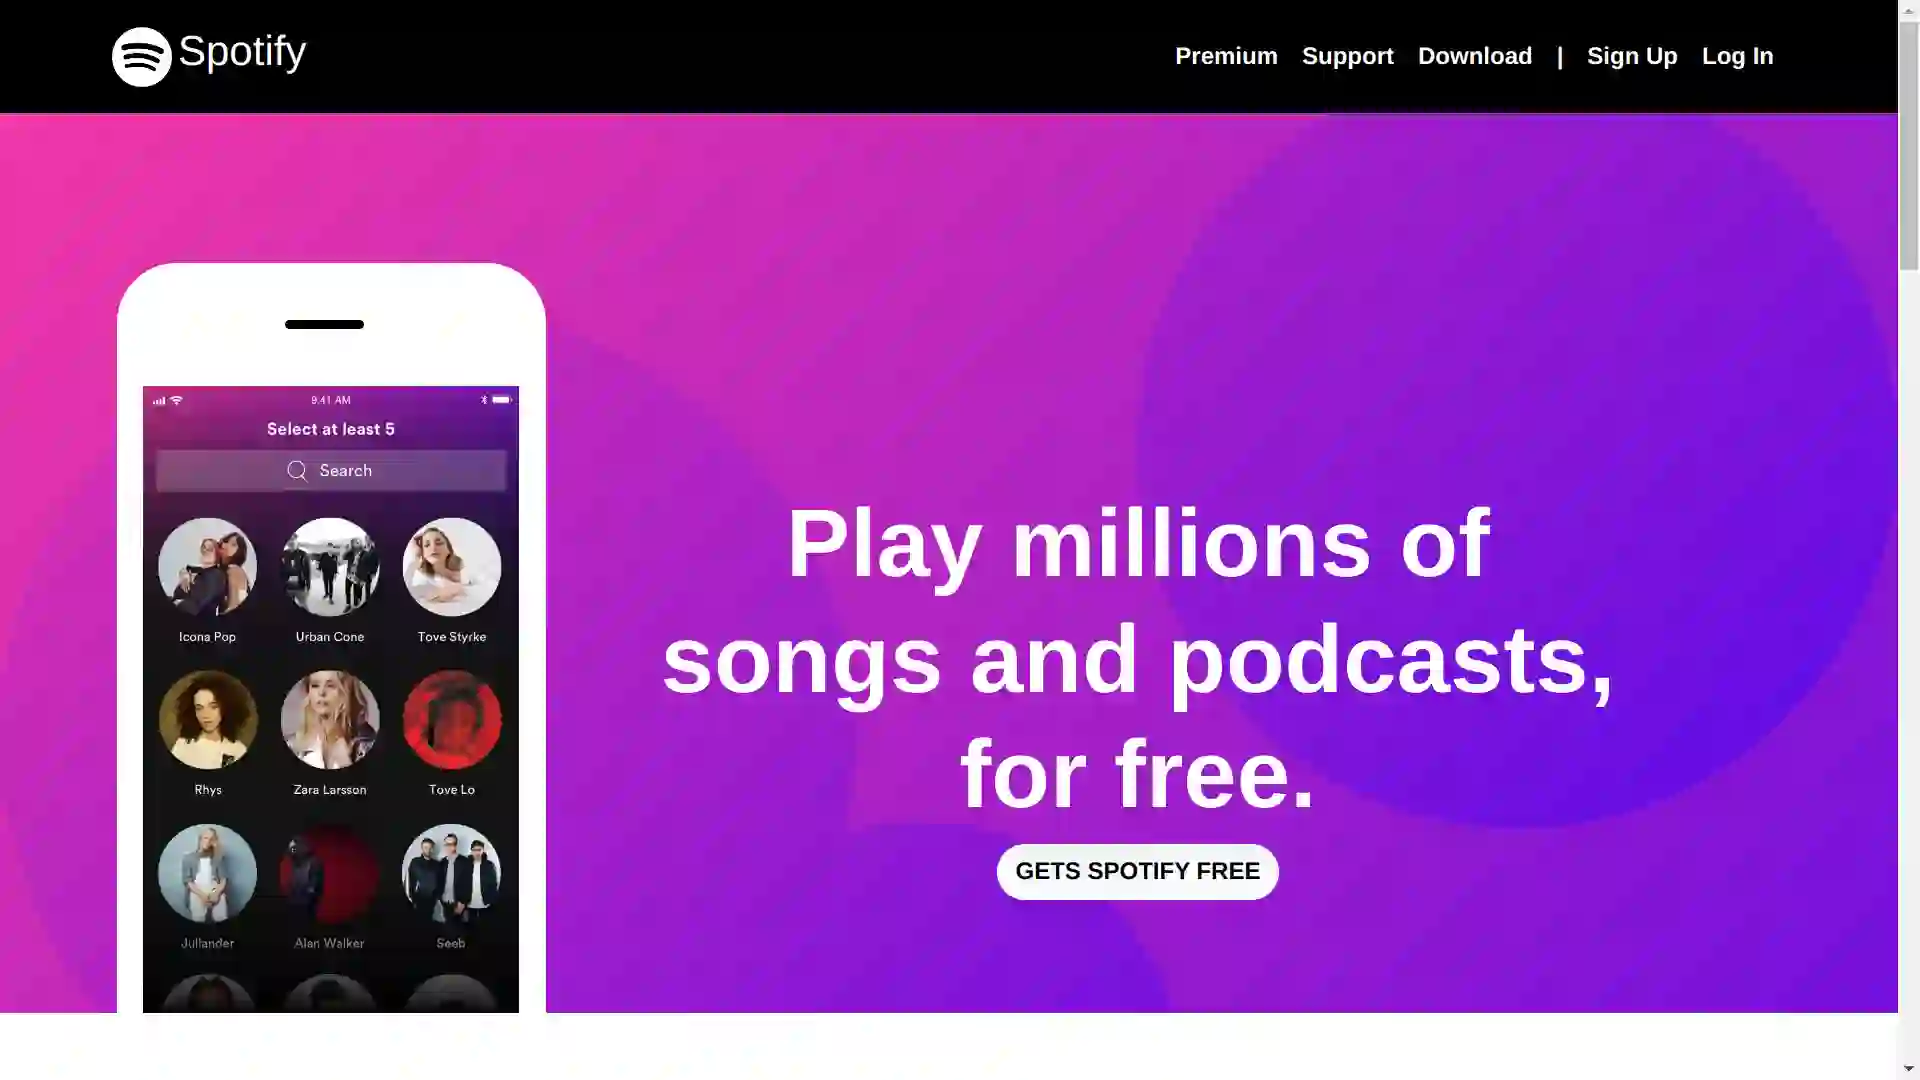 Spotify
Premium Support Download | Sign Up Log In
9:41 AM
Select at least 5
Search
Icona Pop Urban Cone Tove Styrke
Rhys Zara Larsson Tove Lo
Jullander Alan Walker Seeb
Play millions of
songs and podcasts,
for free.
GETS SPOTIFY FREE